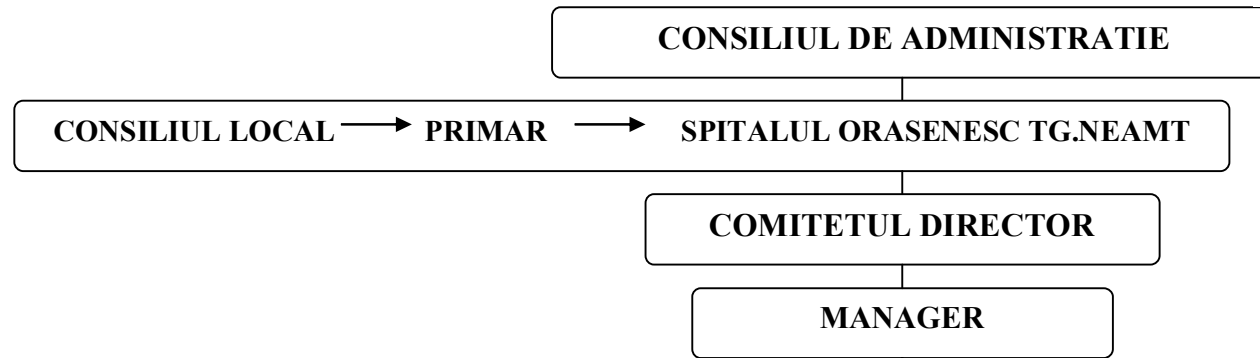 CONSILIUL DE ADMINISTRATIE
CONSILIUL LOCAL PRIMAR SPITALUL ORASENESC TG.NEAMT
COMITETUL DIRECTOR
MANAGER